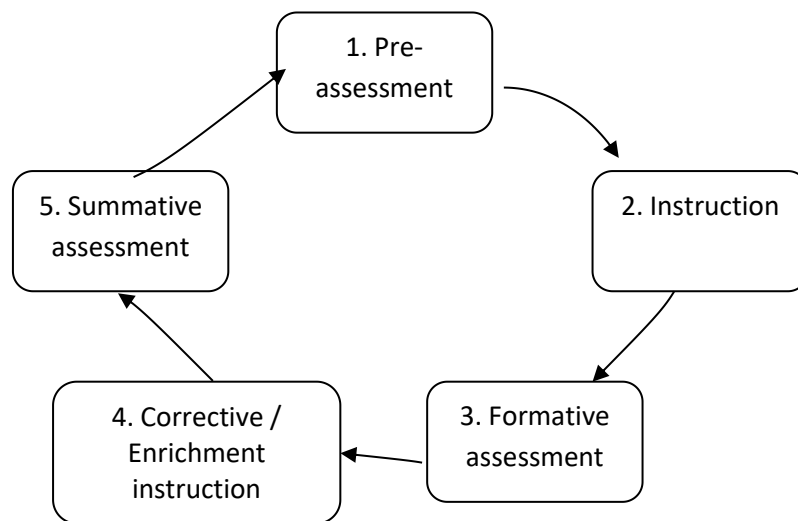 1. Pre-
assessment
2. Instruction
3. Formative
assessment
4. Corrective /
Enrichment
instruction
5. Summative
assessment